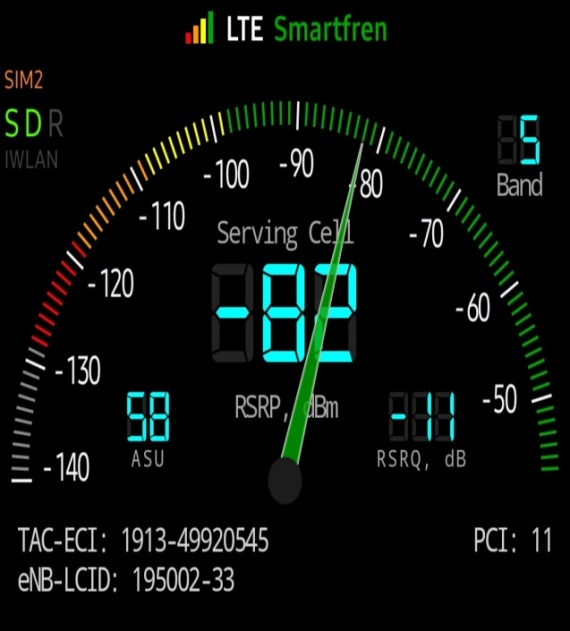 LTE Smartfren
SIM2
S D R
IWLAN
5
Band
-140
-130
-120
-110
-100
-90
-80
-70
-60
-50
Serving Cell
-82
RSRP, dBm
58
ASU
-11
RSRQ, dB
TAC-ECI: 1913-49920545
PCI: 11
eNB-LCID: 195002-33